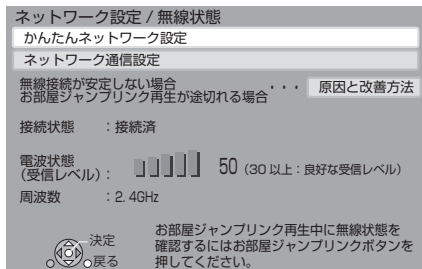 ネットワーク設定 / 無線状態
かんたんネットワーク設定
ネットワーク通信設定
無線接続が安定しない場合
お部屋ジャンプリンク再生が途切れる場合 ・・・ 原因と改善方法
接続状態 ：接続済
電波状態
（受信レベル）： 50（30 以上：良好な受信レベル）
周波数 ：2.4GHz
決定
戻る
お部屋ジャンプリンク再生中に無線状態を
確認するにはお部屋ジャンプリンクボタンを
押してください。